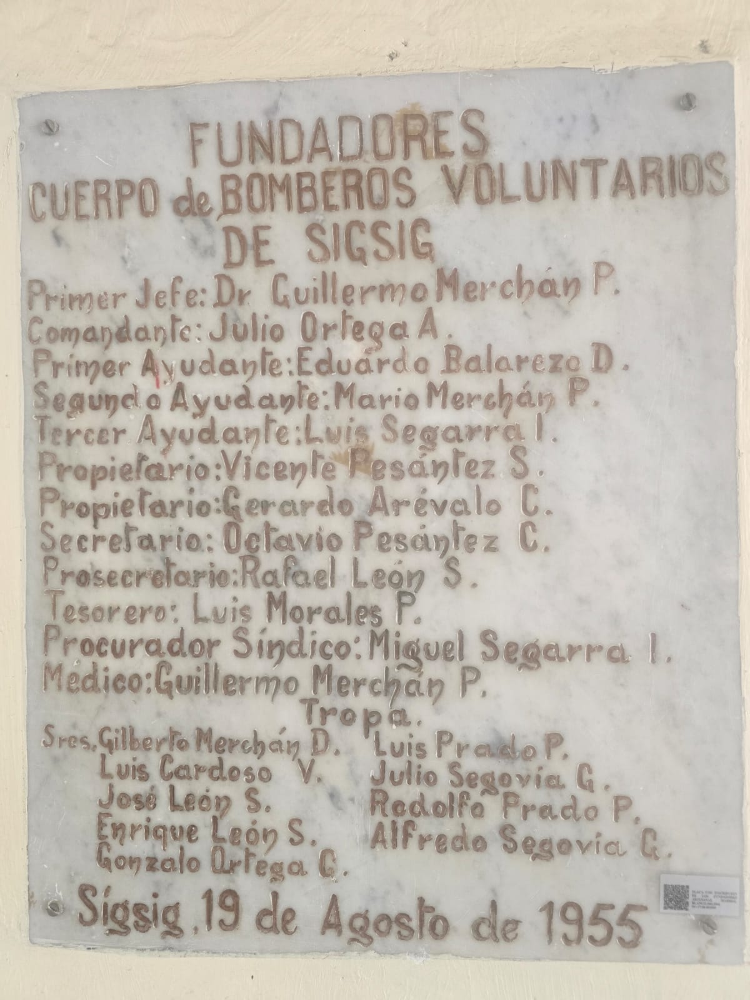 FUNDADORES
CUERPO de BOMBEROS VOLUNTARIOS
DE SIGSIG
Primer Jefe: Dr. Guillermo Merchán P.
Comandante: Julio Ortega A.
Primer Ayudante: Eduardo Balarezo D.
Segundo Ayudante: Mario Merchán P.
Tercer Ayudante: Luis Segarra I.
Propietario: Vicente Pesántez S.
Propietario: Gerardo Arévalo C.
Secretario: Octavio Pesántez C.
Prosecretario: Rafael León S.
Tesorero: Luis Morales P.
Procurador Síndico: Miguel Segarra I.
Médico: Guillermo Merchán P.
Tropa.
Sres. Gilberto Merchán D.
Luis Cardoso V.
José León S.
Enrique León S.
Gonzalo Ortega G.
Luis Prado P.
Julio Segovía G.
Rodolfo Prado P.
Alfredo Segovía G.
Sígsig, 19 de Agosto de 1955